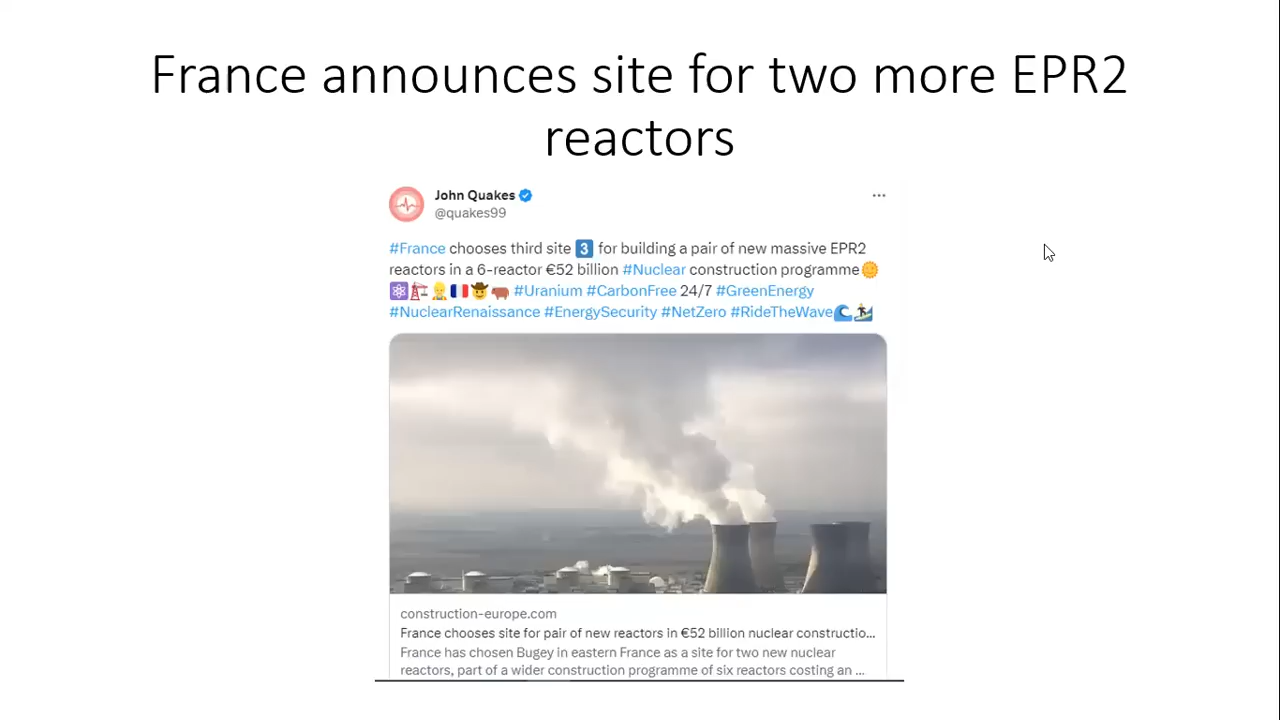 France announces site for two more EPR2
reactors
John Quakes
@quakes99
#France chooses third site 3️⃣ for building a pair of new massive EPR2
reactors in a 6-reactor €52 billion #Nuclear construction programme🌞
⚛️🏗️👷🇫🇷🤠🐂 #Uranium #CarbonFree 24/7 #GreenEnergy
#NuclearRenaissance #EnergySecurity #NetZero #RideTheWave🌊🏄
construction-europe.com
France chooses site for pair of new reactors in €52 billion nuclear constructio...
France has chosen Bugey in eastern France as a site for two new nuclear
reactors, part of a wider construction programme of six reactors costing an ...